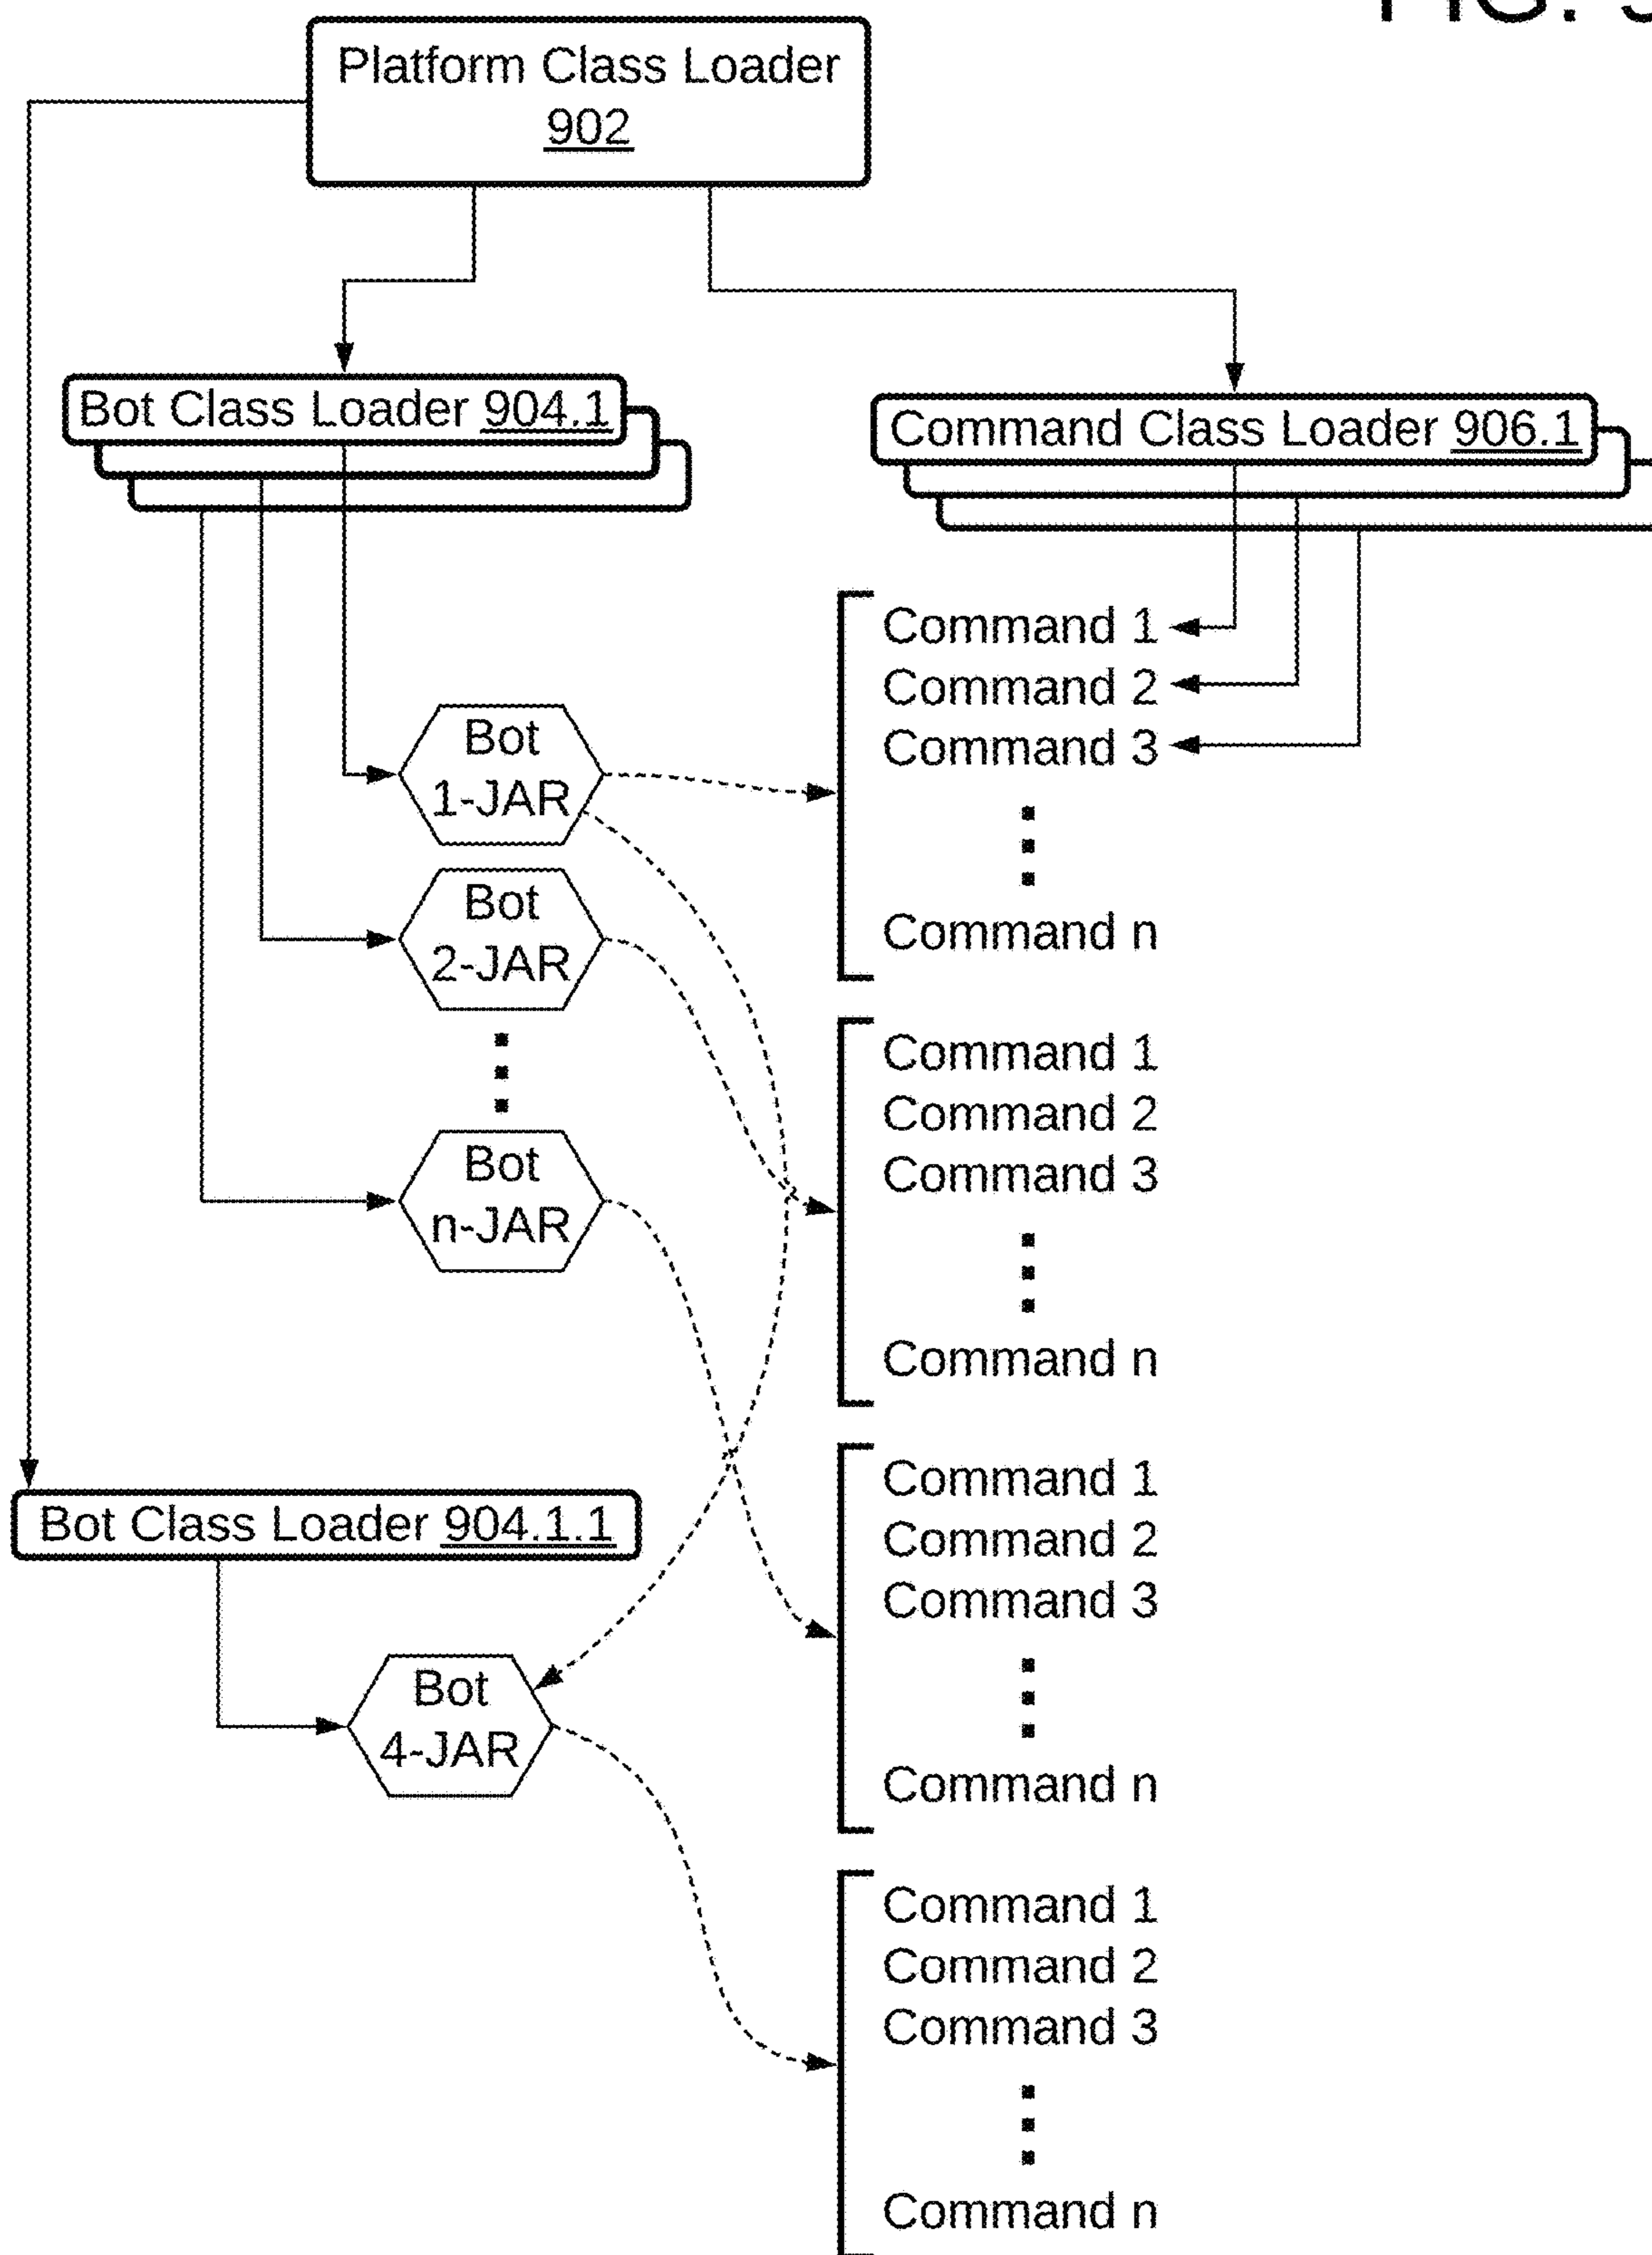 FIG.
Platform Class Loader
902
Bot Class Loader 904.1
Command Class Loader 906.1
Command 1
Command 2
Command 3
Command n
Bot
1-JAR
Bot
2-JAR
Bot
n-JAR
Command 1
Command 2
Command 3
Command n
Bot Class Loader 904.1.1
Bot
4-JAR
Command 1
Command 2
Command 3
Command n
Command 1
Command 2
Command 3
Command n